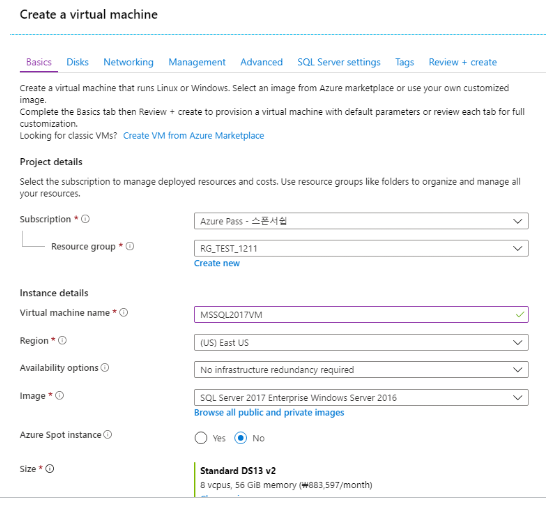 Create a virtual machine
Basics Disks Networking Management Advanced SQL Server settings Tags Review + create
Create a virtual machine that runs Linux or Windows. Select an image from Azure marketplace or use your own customized
image.
Complete the Basics tab then Review + create to provision a virtual machine with default parameters or review each tab for full
customization.
Looking for classic VMs? Create VM from Azure Marketplace
Project details
Select the subscription to manage deployed resources and costs. Use resource groups like folders to organize and manage all
your resources.
Subscription * Azure Pass - 스폰서쉽
Resource group * RG_TEST_1211
Create new
Instance details
Virtual machine name * MSSQL2017VM
Region * (US) East US
Availability options No infrastructure redundancy required
Image * SQL Server 2017 Enterprise Windows Server 2016
Browse all public and private images
Azure Spot instance Yes No
Size * Standard DS13 v2
8 vcpus, 56 GiB memory (₩883,597/month)